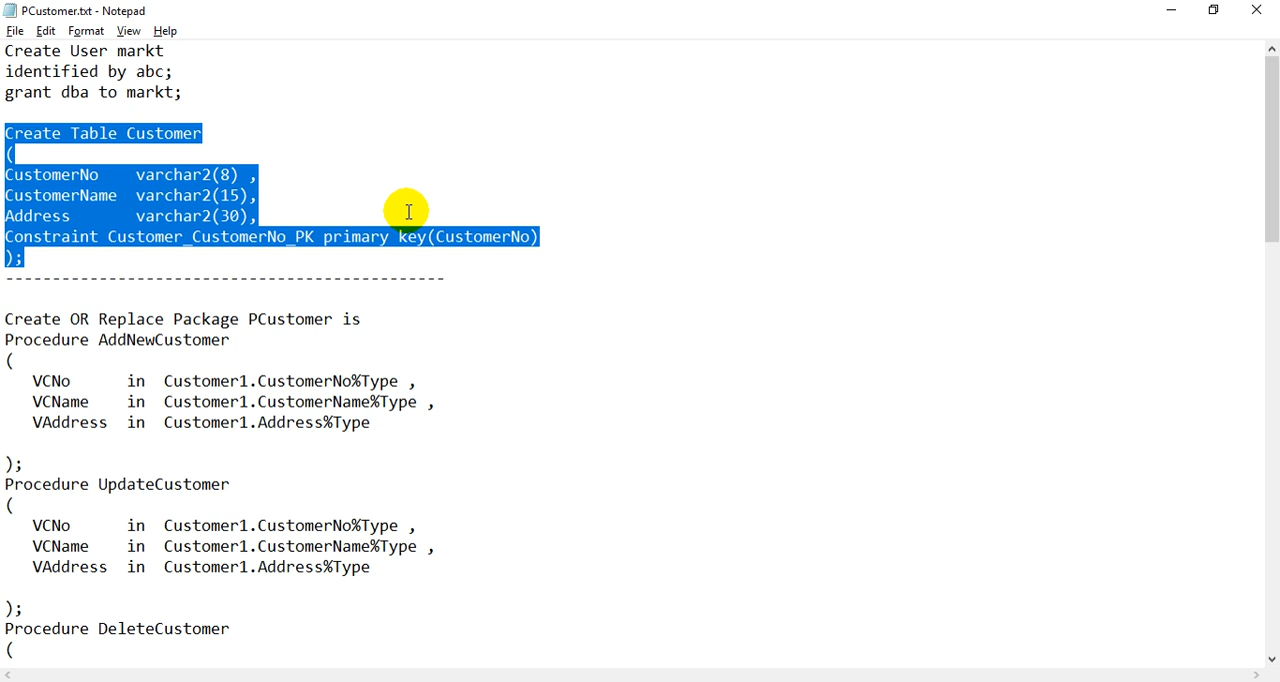 PCustomer.txt - Notepad
File Edit Format View Help
Create User markt
identified by abc;
grant dba to markt;
Create Table Customer
(
CustomerNo    varchar2(8) ,
CustomerName  varchar2(15),
Address       varchar2(30),
Constraint Customer_CustomerNo_PK primary key(CustomerNo)
);
-----------------------------------------------
Create OR Replace Package PCustomer is
Procedure AddNewCustomer
(
   VCNo      in  Customer1.CustomerNo%Type ,
   VCName    in  Customer1.CustomerName%Type ,
   VAddress  in  Customer1.Address%Type
);
Procedure UpdateCustomer
(
   VCNo      in  Customer1.CustomerNo%Type ,
   VCName    in  Customer1.CustomerName%Type ,
   VAddress  in  Customer1.Address%Type
);
Procedure DeleteCustomer
(